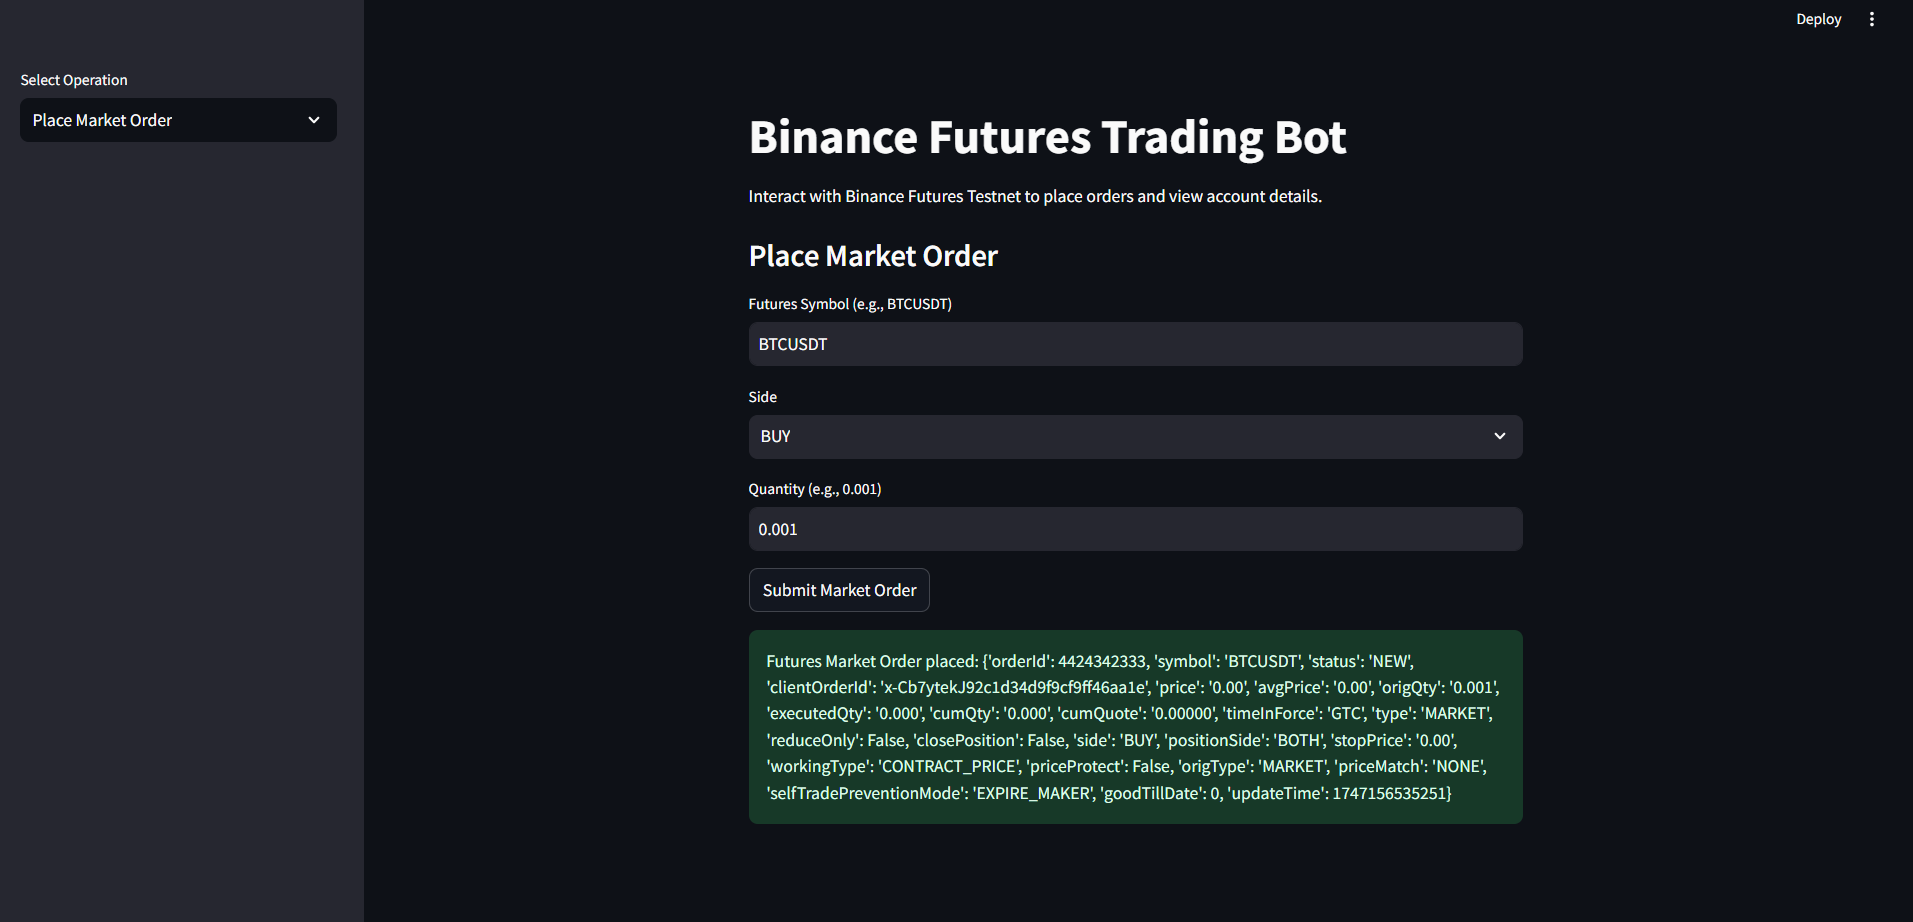 Deploy
Select Operation
Place Market Order
Binance Futures Trading Bot
Interact with Binance Futures Testnet to place orders and view account details.
Place Market Order
Futures Symbol (e.g., BTCUSDT)
BTCUSDT
Side
BUY
Quantity (e.g., 0.001)
0.001
Submit Market Order
Futures Market Order placed: {'orderId': 4424342333, 'symbol': 'BTCUSDT', 'status': 'NEW',
'clientOrderId': 'x-Cb7ytekJ92c1d34d9f9cf9ff46aa1e', 'price': '0.00', 'avgPrice': '0.00', 'origQty': '0.001',
'executedQty': '0.000', 'cumQty': '0.000', 'cumQuote': '0.00000', 'timeInForce': 'GTC', 'type': 'MARKET',
'reduceOnly': False, 'closePosition': False, 'side': 'BUY', 'positionSide': 'BOTH', 'stopPrice': '0.00',
'workingType': 'CONTRACT_PRICE', 'priceProtect': False, 'origType': 'MARKET', 'priceMatch': 'NONE',
'selfTradePreventionMode': 'EXPIRE_MAKER', 'goodTillDate': 0, 'updateTime': 1747156535251}